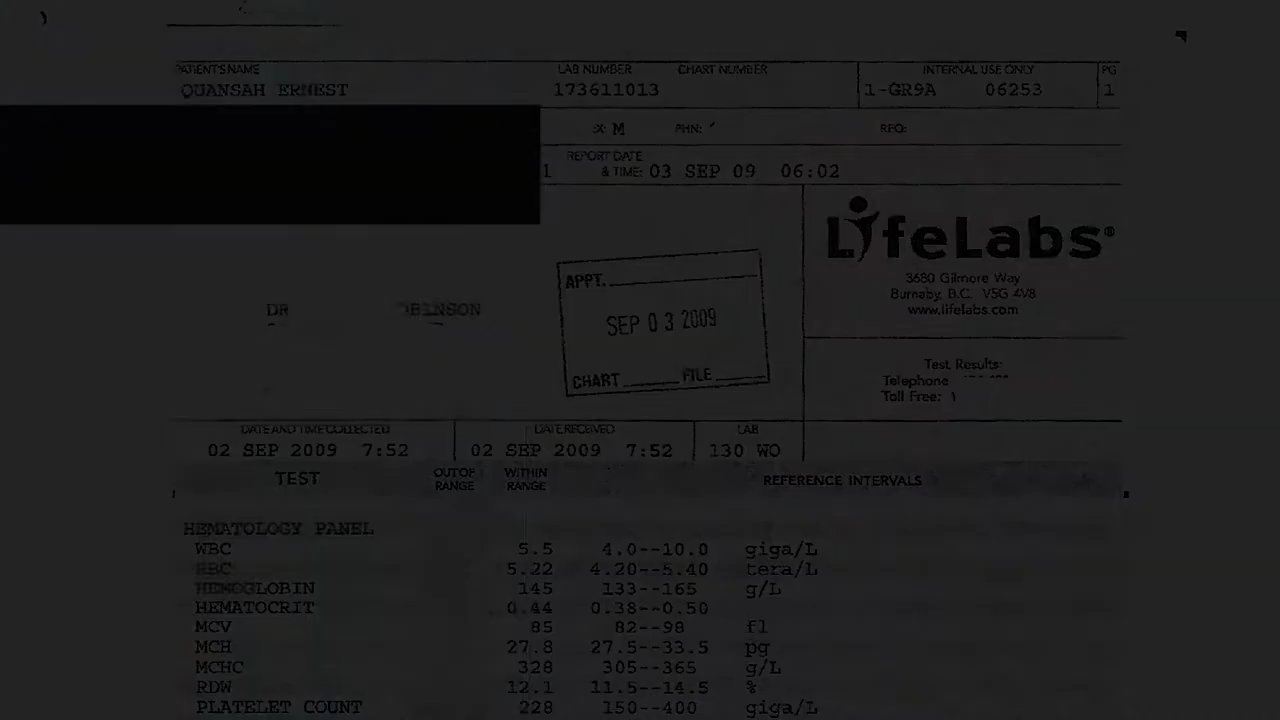 PATIENT'S NAME LAB NUMBER CHART NUMBER INTERNAL USE ONLY PG
QUANSAH ERNEST 173611013 1-GR9A 06253 1
X: M PHN: REQ:
REPORT DATE
1 & TIME: 03 SEP 09 06:02
LifeLabs®
3680 Gilmore Way
Burnaby, B.C. V5G 4V8
www.lifelabs.com
APPT.
SEP 03 2009
CHART FILE
DR
Test Results:
Telephone
Toll Free:
DATE AND TIME COLLECTED DATE RECEIVED LAB
02 SEP 2009 7:52 02 SEP 2009 7:52 130 WO
TEST OUT OF RANGE WITHIN RANGE REFERENCE INTERVALS
HEMATOLOGY PANEL
WBC 5.5 4.0--10.0 giga/L
RBC 5.22 4.20--5.40 tera/L
HEMOGLOBIN 145 133--165 g/L
HEMATOCRIT 0.44 0.38--0.50
MCV 85 82--98 fl
MCH 27.8 27.5--33.5 pg
MCHC 328 305--365 g/L
RDW 12.1 11.5--14.5 %
PLATELET COUNT 228 150--400 giga/L